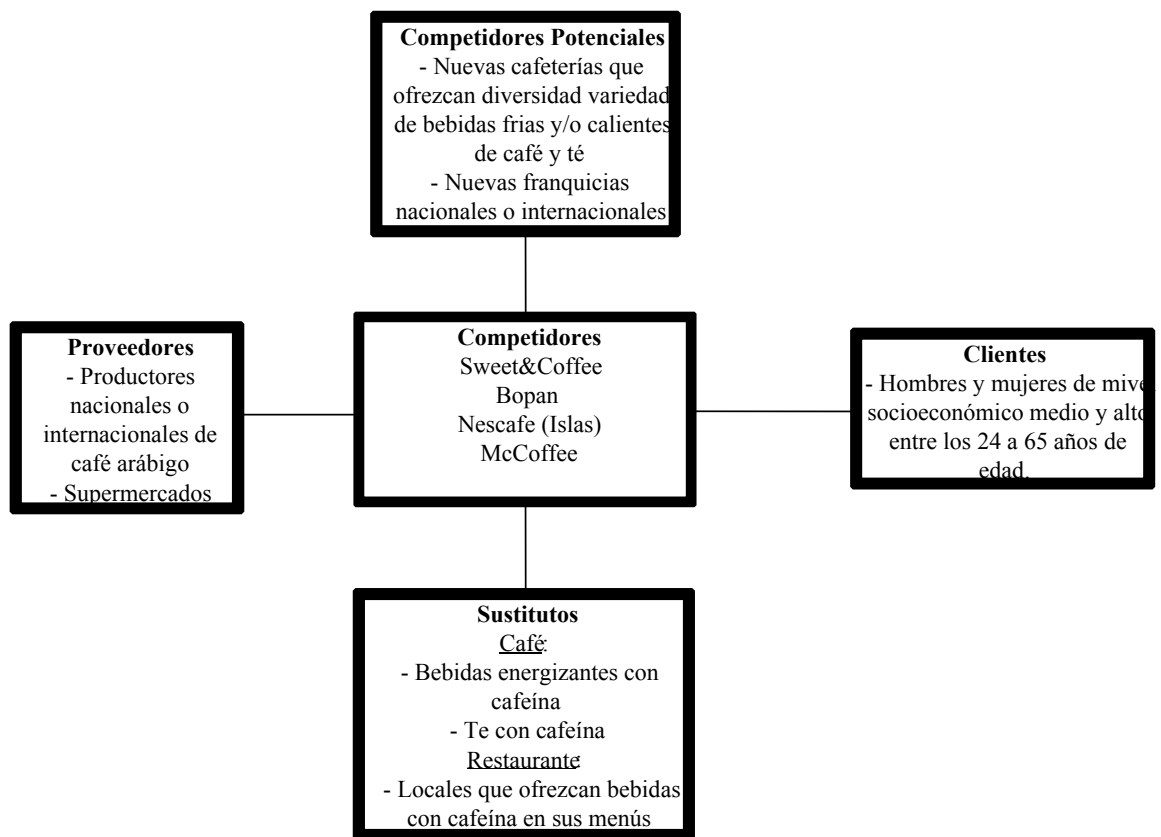 Competidores Potenciales
- Nuevas cafeterías que
ofrezcan diversidad variedad
de bebidas frias y/o calientes
de café y té
- Nuevas franquicias
nacionales o internacionales
Proveedores
- Productores
nacionales o
internacionales de
café arábigo
- Supermercados
Competidores
Sweet&Coffee
Bopan
Nescafe (Islas)
McCoffee
Clientes
- Hombres y mujeres de mivel
socioeconómico medio y alto
entre los 24 a 65 años de
edad.
Sustitutos
Café:
- Bebidas energizantes con
cafeína
- Te con cafeína
Restaurante:
- Locales que ofrezcan bebidas
con cafeína en sus menús